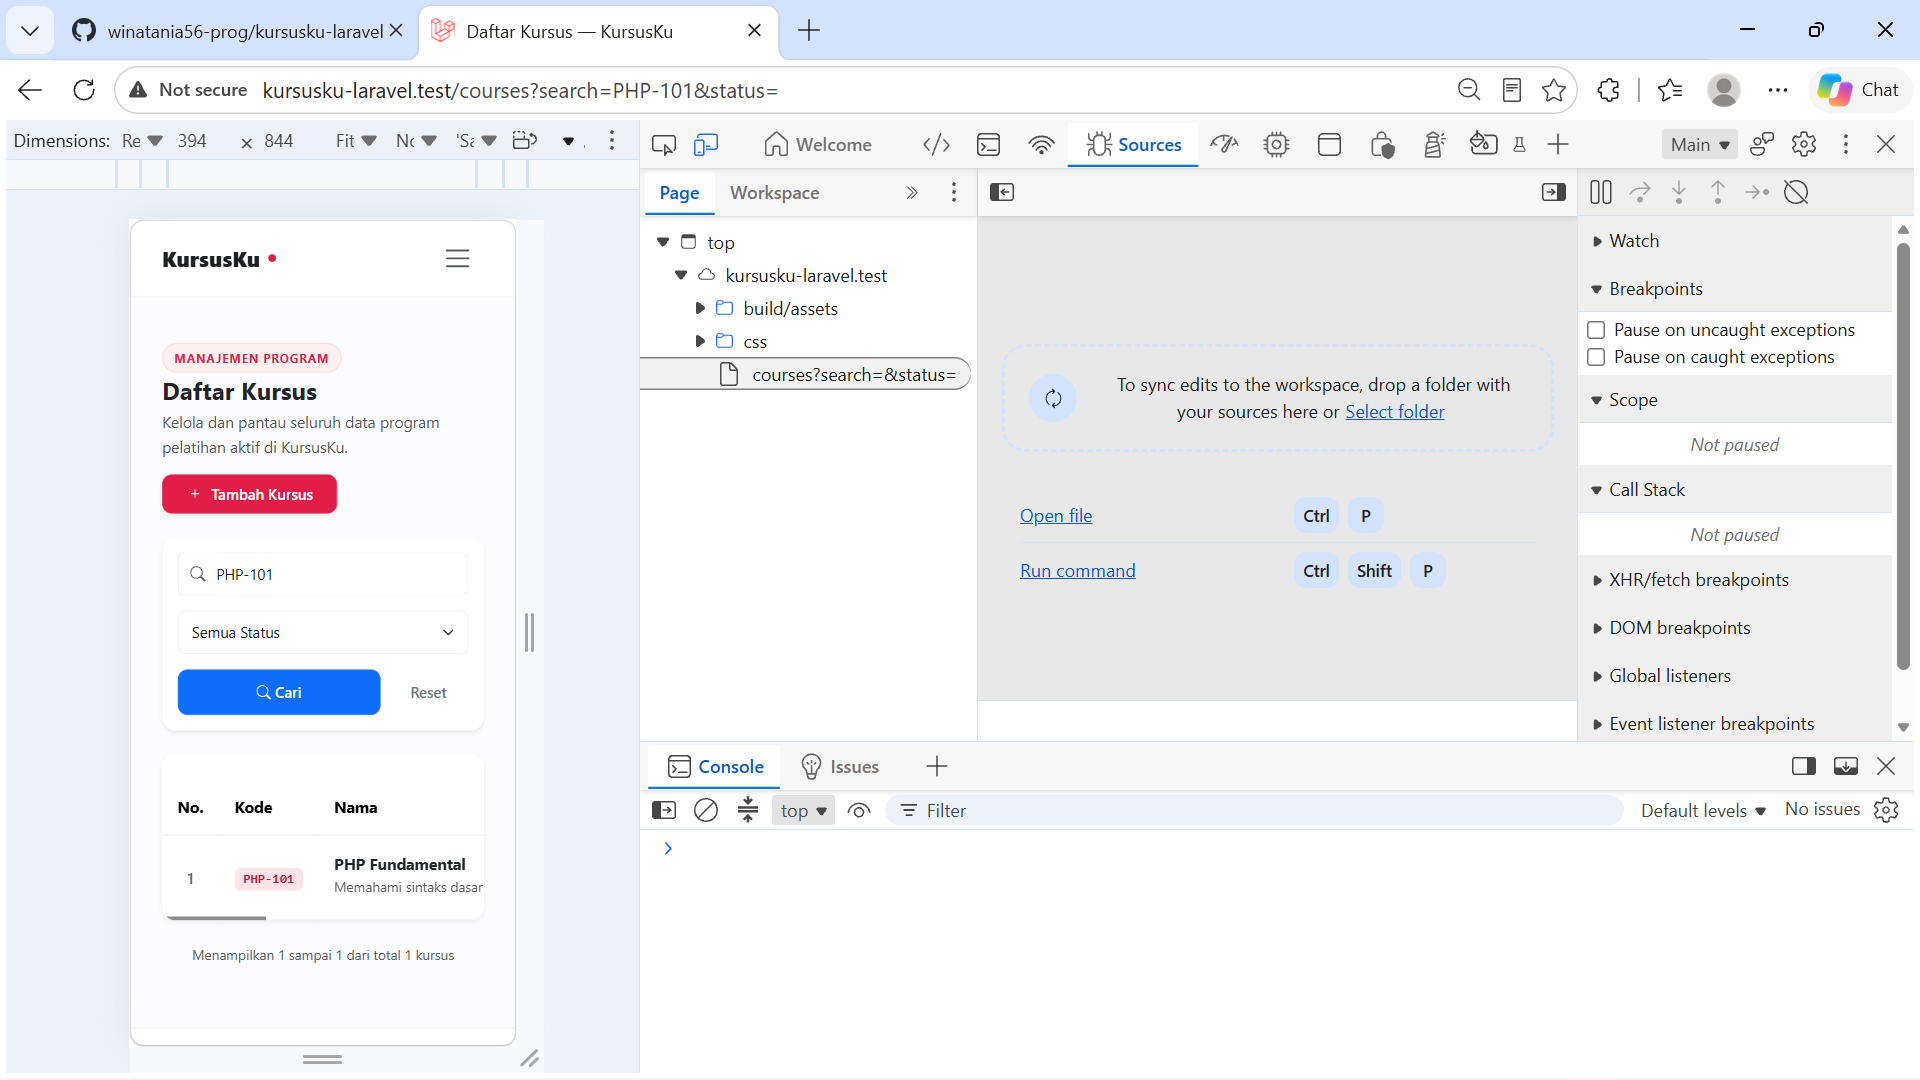 winatania56-prog/kursusku-laravel
Daftar Kursus — KursusKu
Not secure
kursusku-laravel.test/courses?search=PHP-101&status=
Chat
Dimensions: Re 394 × 844 Fit Nc 'Sa
Welcome
Sources
Main
Page
Workspace
top
kursusku-laravel.test
build/assets
css
courses?search=&status=
To sync edits to the workspace, drop a folder with
your sources here or Select folder
Open file
Ctrl P
Run command
Ctrl Shift P
Watch
Breakpoints
Pause on uncaught exceptions
Pause on caught exceptions
Scope
Not paused
Call Stack
Not paused
XHR/fetch breakpoints
DOM breakpoints
Global listeners
Event listener breakpoints
KursusKu
MANAJEMEN PROGRAM
Daftar Kursus
Kelola dan pantau seluruh data program
pelatihan aktif di KursusKu.
+ Tambah Kursus
PHP-101
Semua Status
Cari
Reset
No. Kode Nama
1 PHP-101 PHP Fundamental
Memahami sintaks dasar
Menampilkan 1 sampai 1 dari total 1 kursus
Console
Issues
top
Filter
Default levels
No issues